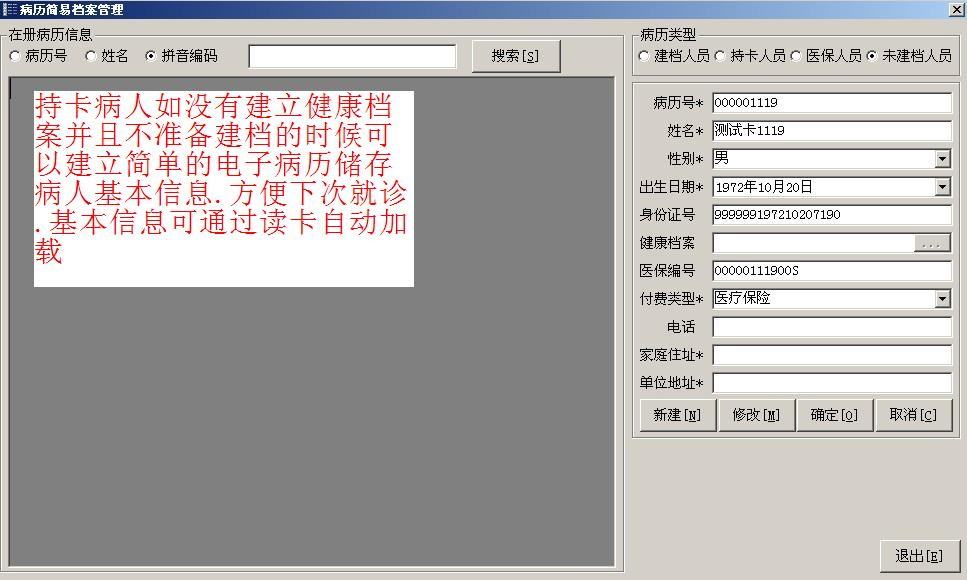 病历简易档案管理
在册病历信息
病历号 姓名 拼音编码 搜索[S]
持卡病人如没有建立健康档
案并且不准备建档的时候可
以建立简单的电子病历储存
病人基本信息.方便下次就诊
.基本信息可通过读卡自动加
载
病历类型
建档人员 持卡人员 医保人员 未建档人员
病历号* 000001119
姓名* 测试卡1119
性别* 男
出生日期* 1972年10月20日
身份证号 999999197210207190
健康档案 ...
医保编号 00000111900S
付费类型* 医疗保险
电话
家庭住址*
单位地址*
新建[N] 修改[M] 确定[O] 取消[C]
退出[E]